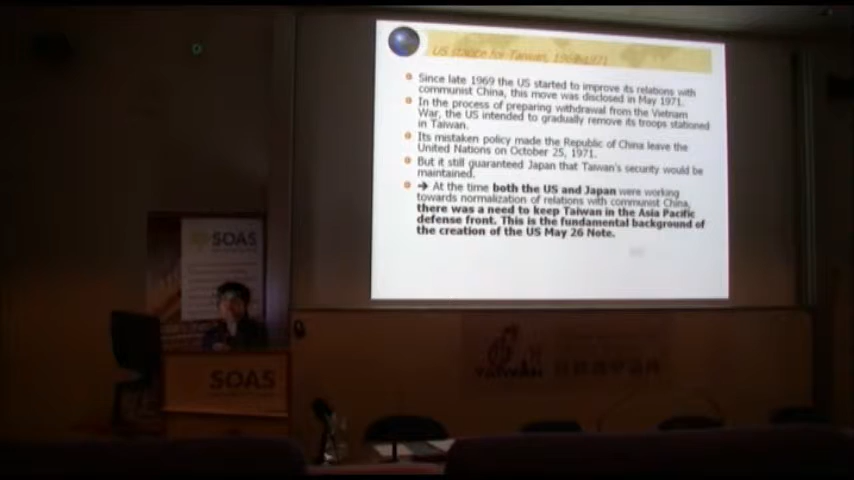 US stance for Taiwan, 1969-1971
Since late 1969 the US started to improve its relations with
communist China, this move was disclosed in May 1971.
In the process of preparing withdrawal from the Vietnam
War, the US intended to gradually remove its troops stationed
in Taiwan.
Its mistaken policy made the Republic of China leave the
United Nations on October 25, 1971.
But it still guaranteed Japan that Taiwan's security would be
maintained.
➔ At the time both the US and Japan were working
towards normalization of relations with communist China,
there was a need to keep Taiwan in the Asia Pacific
defense front. This is the fundamental background of
the creation of the US May 26 Note.
SOAS
SOAS
TAIWAN